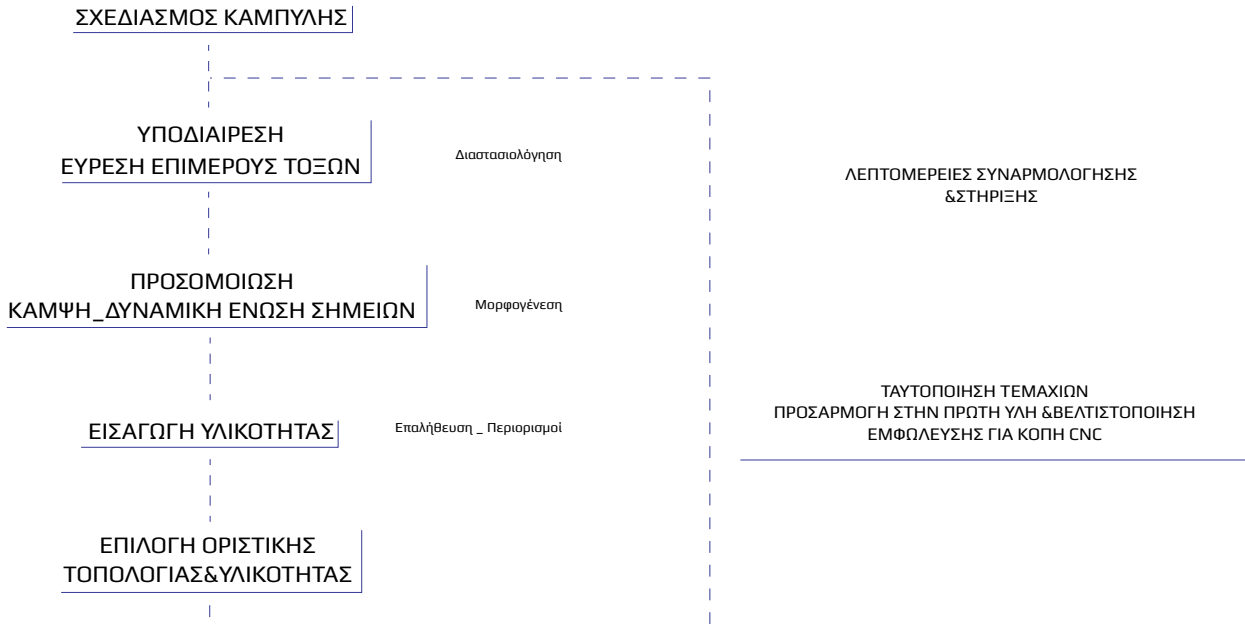 ΣΧΕΔΙΑΣΜΟΣ ΚΑΜΠΥΛΗΣ
ΥΠΟΔΙΑΙΡΕΣΗ
ΕΥΡΕΣΗ ΕΠΙΜΕΡΟΥΣ ΤΟΞΩΝ
Διαστασιολόγηση
ΠΡΟΣΟΜΟΙΩΣΗ
ΚΑΜΨΗ_ΔΥΝΑΜΙΚΗ ΕΝΩΣΗ ΣΗΜΕΙΩΝ
Μορφογένεση
ΕΙΣΑΓΩΓΗ ΥΛΙΚΟΤΗΤΑΣ
Επαλήθευση _ Περιορισμοί
ΕΠΙΛΟΓΗ ΟΡΙΣΤΙΚΗΣ
ΤΟΠΟΛΟΓΙΑΣ&ΥΛΙΚΟΤΗΤΑΣ
ΛΕΠΤΟΜΕΡΕΙΕΣ ΣΥΝΑΡΜΟΛΟΓΗΣΗΣ
&ΣΤΗΡΙΞΗΣ
ΤΑΥΤΟΠΟΙΗΣΗ ΤΕΜΑΧΙΩΝ
ΠΡΟΣΑΡΜΟΓΗ ΣΤΗΝ ΠΡΩΤΗ ΥΛΗ &ΒΕΛΤΙΣΤΟΠΟΙΗΣΗ
ΕΜΦΩΛΕΥΣΗΣ ΓΙΑ ΚΟΠΗ CNC